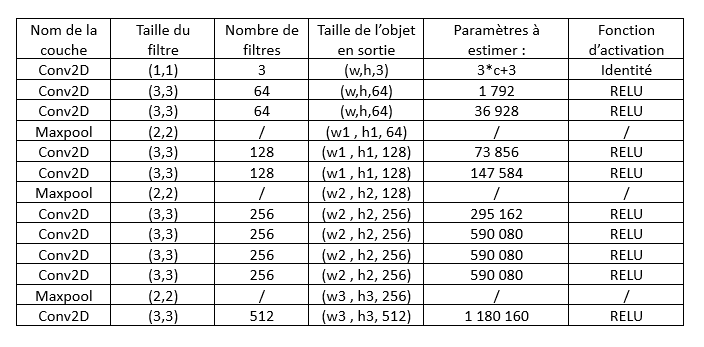 Nom de la couche | Taille du filtre | Nombre de filtres | Taille de l’objet en sortie | Paramètres à estimer : | Fonction d’activation
Conv2D | (1,1) | 3 | (w,h,3) | 3*c+3 | Identité
Conv2D | (3,3) | 64 | (w,h,64) | 1 792 | RELU
Conv2D | (3,3) | 64 | (w,h,64) | 36 928 | RELU
Maxpool | (2,2) | / | (w1 , h1, 64) | / | /
Conv2D | (3,3) | 128 | (w1 , h1, 128) | 73 856 | RELU
Conv2D | (3,3) | 128 | (w1 , h1, 128) | 147 584 | RELU
Maxpool | (2,2) | / | (w2 , h2, 128) | / | /
Conv2D | (3,3) | 256 | (w2 , h2, 256) | 295 162 | RELU
Conv2D | (3,3) | 256 | (w2 , h2, 256) | 590 080 | RELU
Conv2D | (3,3) | 256 | (w2 , h2, 256) | 590 080 | RELU
Conv2D | (3,3) | 256 | (w2 , h2, 256) | 590 080 | RELU
Maxpool | (2,2) | / | (w3 , h3, 256) | / | /
Conv2D | (3,3) | 512 | (w3 , h3, 512) | 1 180 160 | RELU